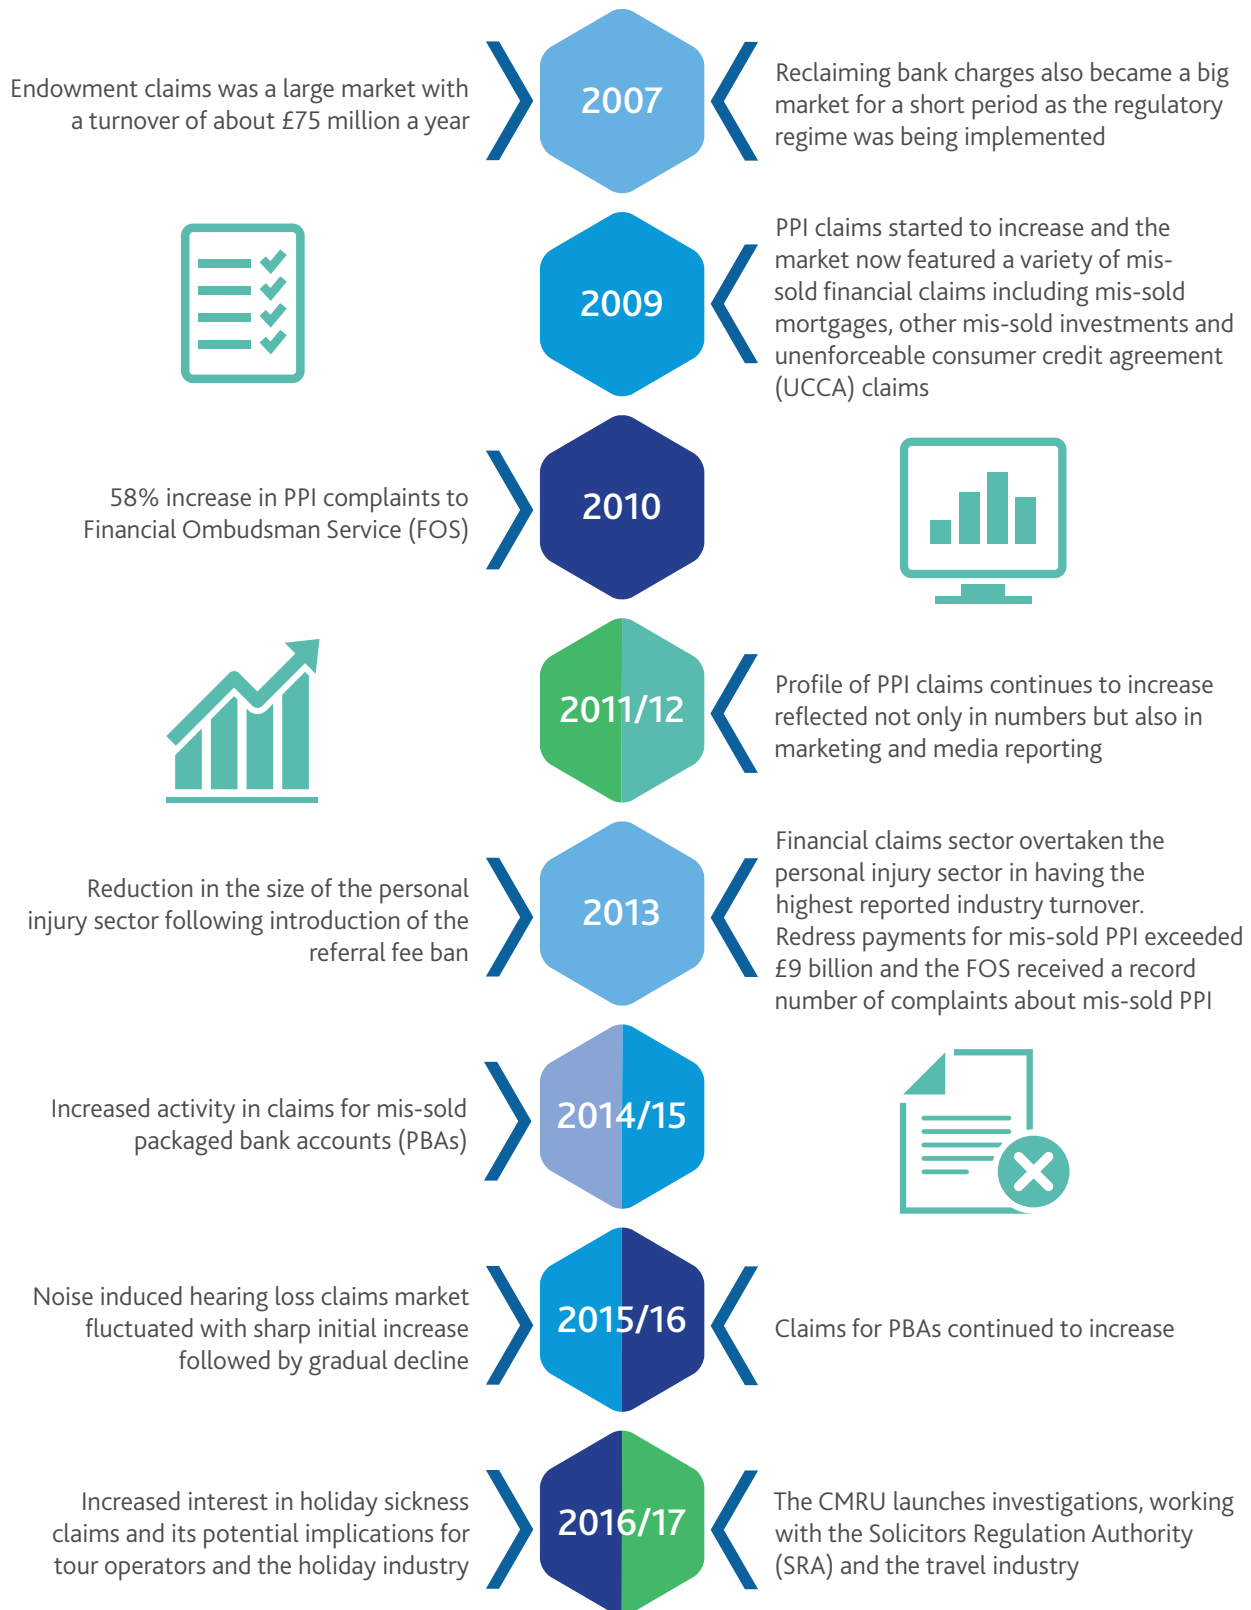 Endowment claims was a large market with
a turnover of about £75 million a year
2007
Reclaiming bank charges also became a big
market for a short period as the regulatory
regime was being implemented
2009
PPI claims started to increase and the
market now featured a variety of mis-
sold financial claims including mis-sold
mortgages, other mis-sold investments and
unenforceable consumer credit agreement
(UCCA) claims
58% increase in PPI complaints to
Financial Ombudsman Service (FOS)
2010
2011/12
Profile of PPI claims continues to increase
reflected not only in numbers but also in
marketing and media reporting
Reduction in the size of the personal
injury sector following introduction of the
referral fee ban
2013
Financial claims sector overtaken the
personal injury sector in having the
highest reported industry turnover.
Redress payments for mis-sold PPI exceeded
£9 billion and the FOS received a record
number of complaints about mis-sold PPI
Increased activity in claims for mis-sold
packaged bank accounts (PBAs)
2014/15
Noise induced hearing loss claims market
fluctuated with sharp initial increase
followed by gradual decline
2015/16
Claims for PBAs continued to increase
Increased interest in holiday sickness
claims and its potential implications for
tour operators and the holiday industry
2016/17
The CMRU launches investigations, working
with the Solicitors Regulation Authority
(SRA) and the travel industry